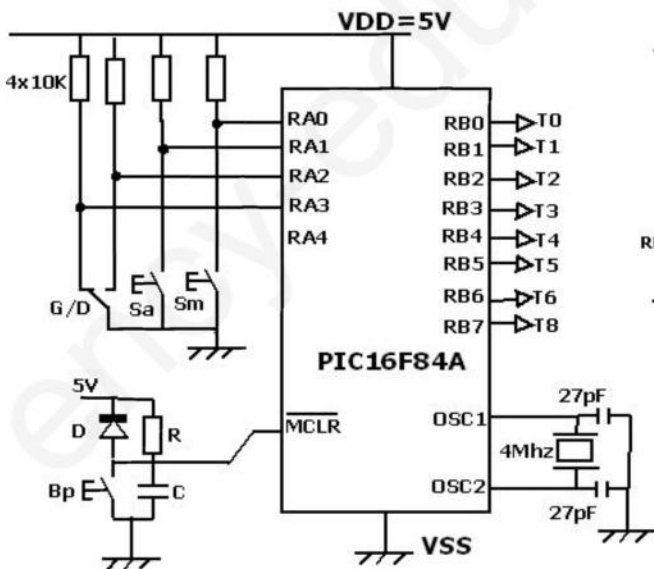 VDD=5V
4x10K
RA0
RA1
RA2
RA3
RA4
RB0
T0
RB1
T1
RB2
T2
RB3
T3
RB4
T4
RB5
T5
RB6
T6
RB7
T8
G/D
Sa
Sm
PIC16F84A
5V
D
R
Bp
C
MCLR
OSC1
OSC2
27pF
4Mhz
27pF
VSS